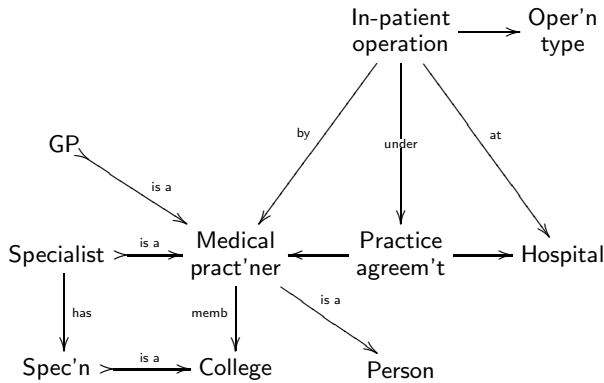 In-patient
operation
Oper'n
type
by
under
at
GP
is a
Specialist
is a
Medical
pract'ner
Practice
agreem't
Hospital
has
memb
is a
Spec'n
is a
College
Person